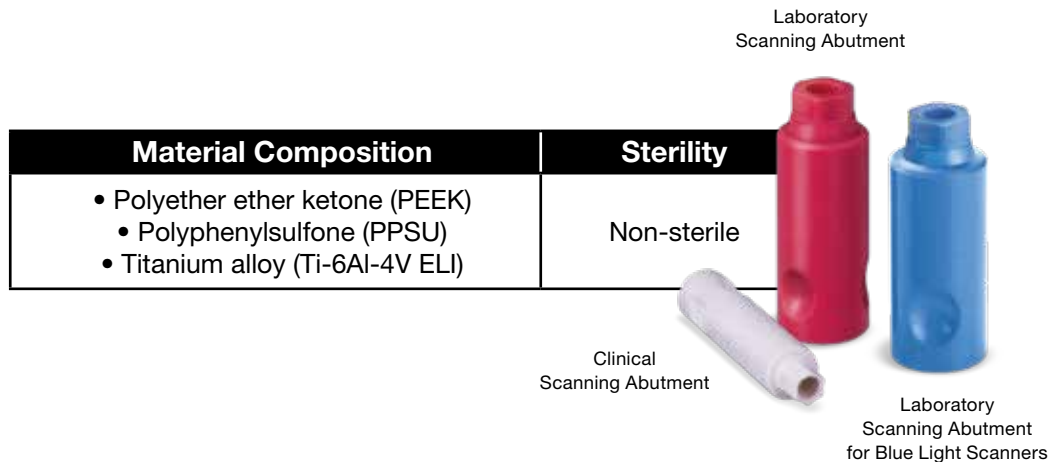 Laboratory
Scanning Abutment
Material Composition
Sterility
• Polyether ether ketone (PEEK)
• Polyphenylsulfone (PPSU)
• Titanium alloy (Ti-6Al-4V ELI)
Non-sterile
Clinical
Scanning Abutment
Laboratory
Scanning Abutment
for Blue Light Scanners